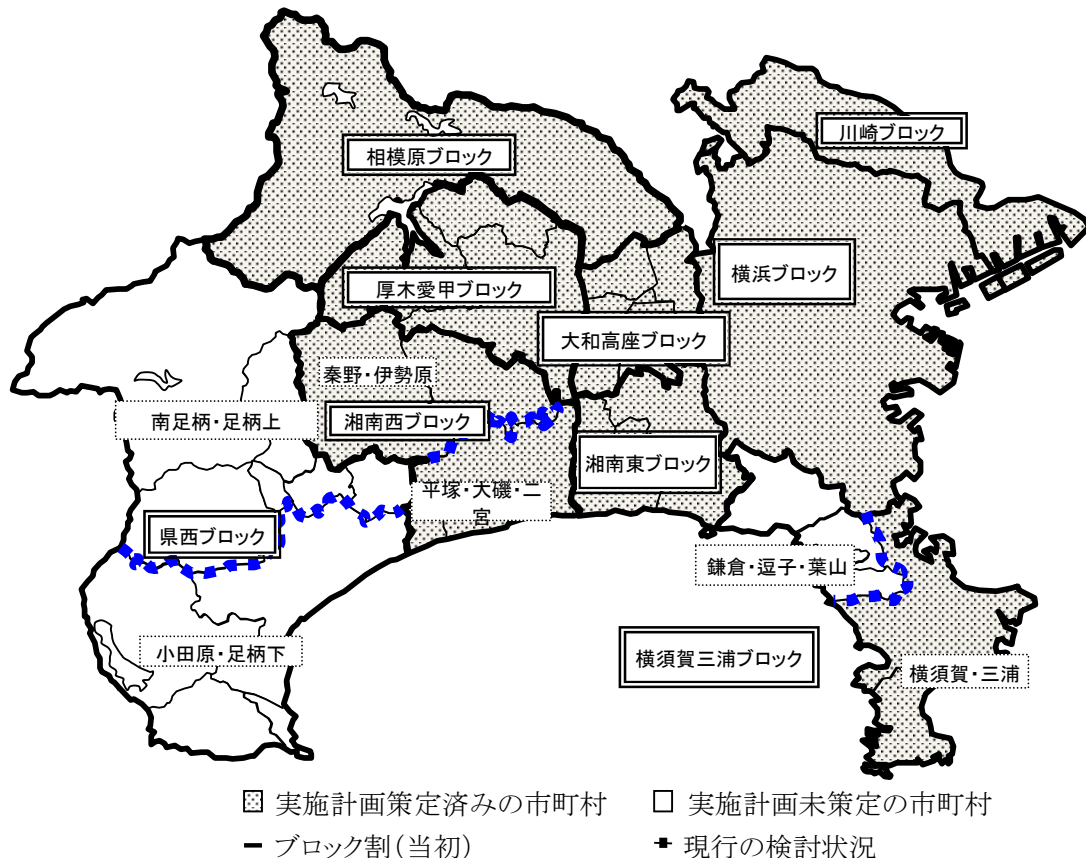 川崎ブロック
相模原ブロック
横浜ブロック
厚木愛甲ブロック
大和高座ブロック
秦野・伊勢原
南足柄・足柄上
湘南西ブロック
湘南東ブロック
平塚・大磯・二
宮
県西ブロック
鎌倉・逗子・葉山
小田原・足柄下
横須賀三浦ブロック
横須賀・三浦
実施計画策定済みの市町村
実施計画未策定の市町村
ブロック割(当初)
現行の検討状況